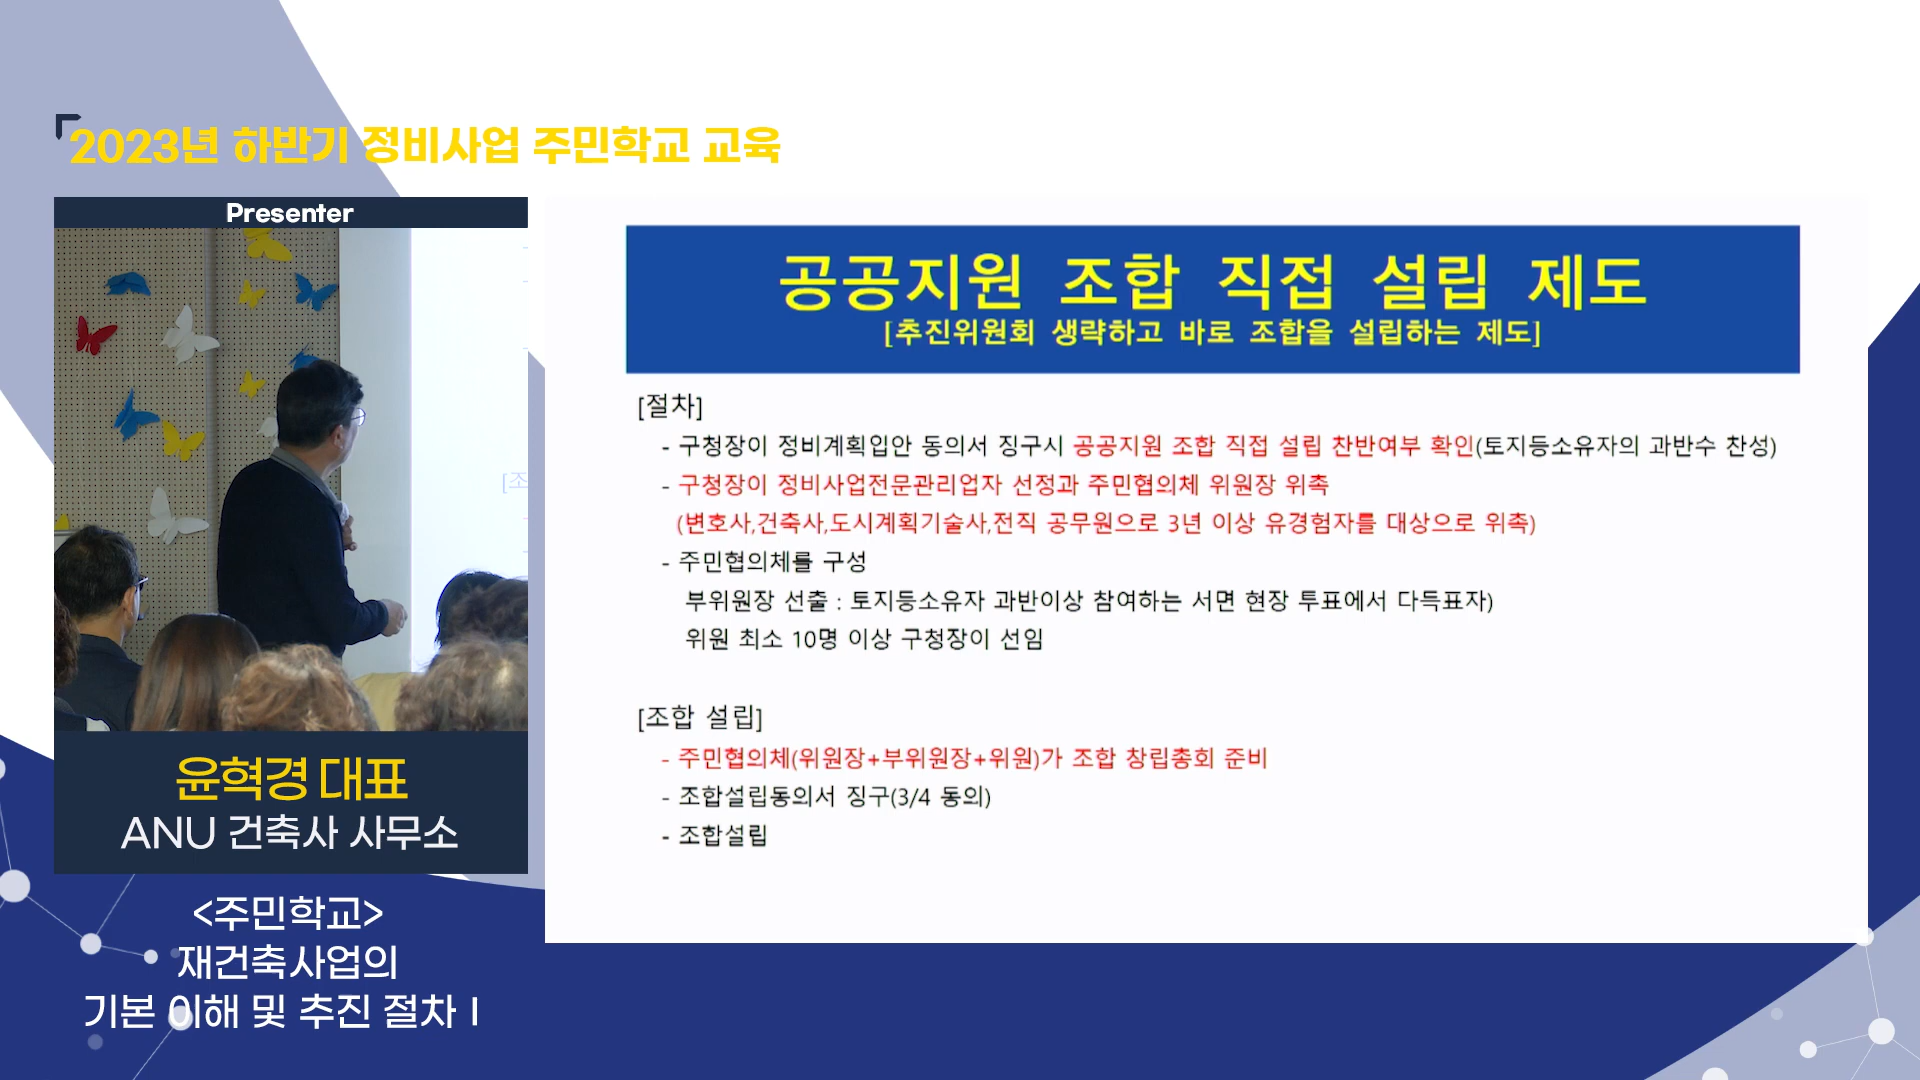 2023년 하반기 정비사업 주민학교 교육
Presenter
윤혁경 대표
ANU 건축사 사무소
<주민학교>
재건축사업의
기본 이해 및 추진 절차 I
공공지원 조합 직접 설립 제도
[추진위원회 생략하고 바로 조합을 설립하는 제도]
[절차]
- 구청장이 정비계획입안 동의서 징구시 공공지원 조합 직접 설립 찬반여부 확인(토지등소유자의 과반수 찬성)
- 구청장이 정비사업전문관리업자 선정과 주민협의체 위원장 위촉
(변호사,건축사,도시계획기술사,전직 공무원으로 3년 이상 유경험자를 대상으로 위촉)
- 주민협의체를 구성
부위원장 선출 : 토지등소유자 과반이상 참여하는 서면 현장 투표에서 다득표자)
위원 최소 10명 이상 구청장이 선임
[조합 설립]
- 주민협의체(위원장+부위원장+위원)가 조합 창립총회 준비
- 조합설립동의서 징구(3/4 동의)
- 조합설립